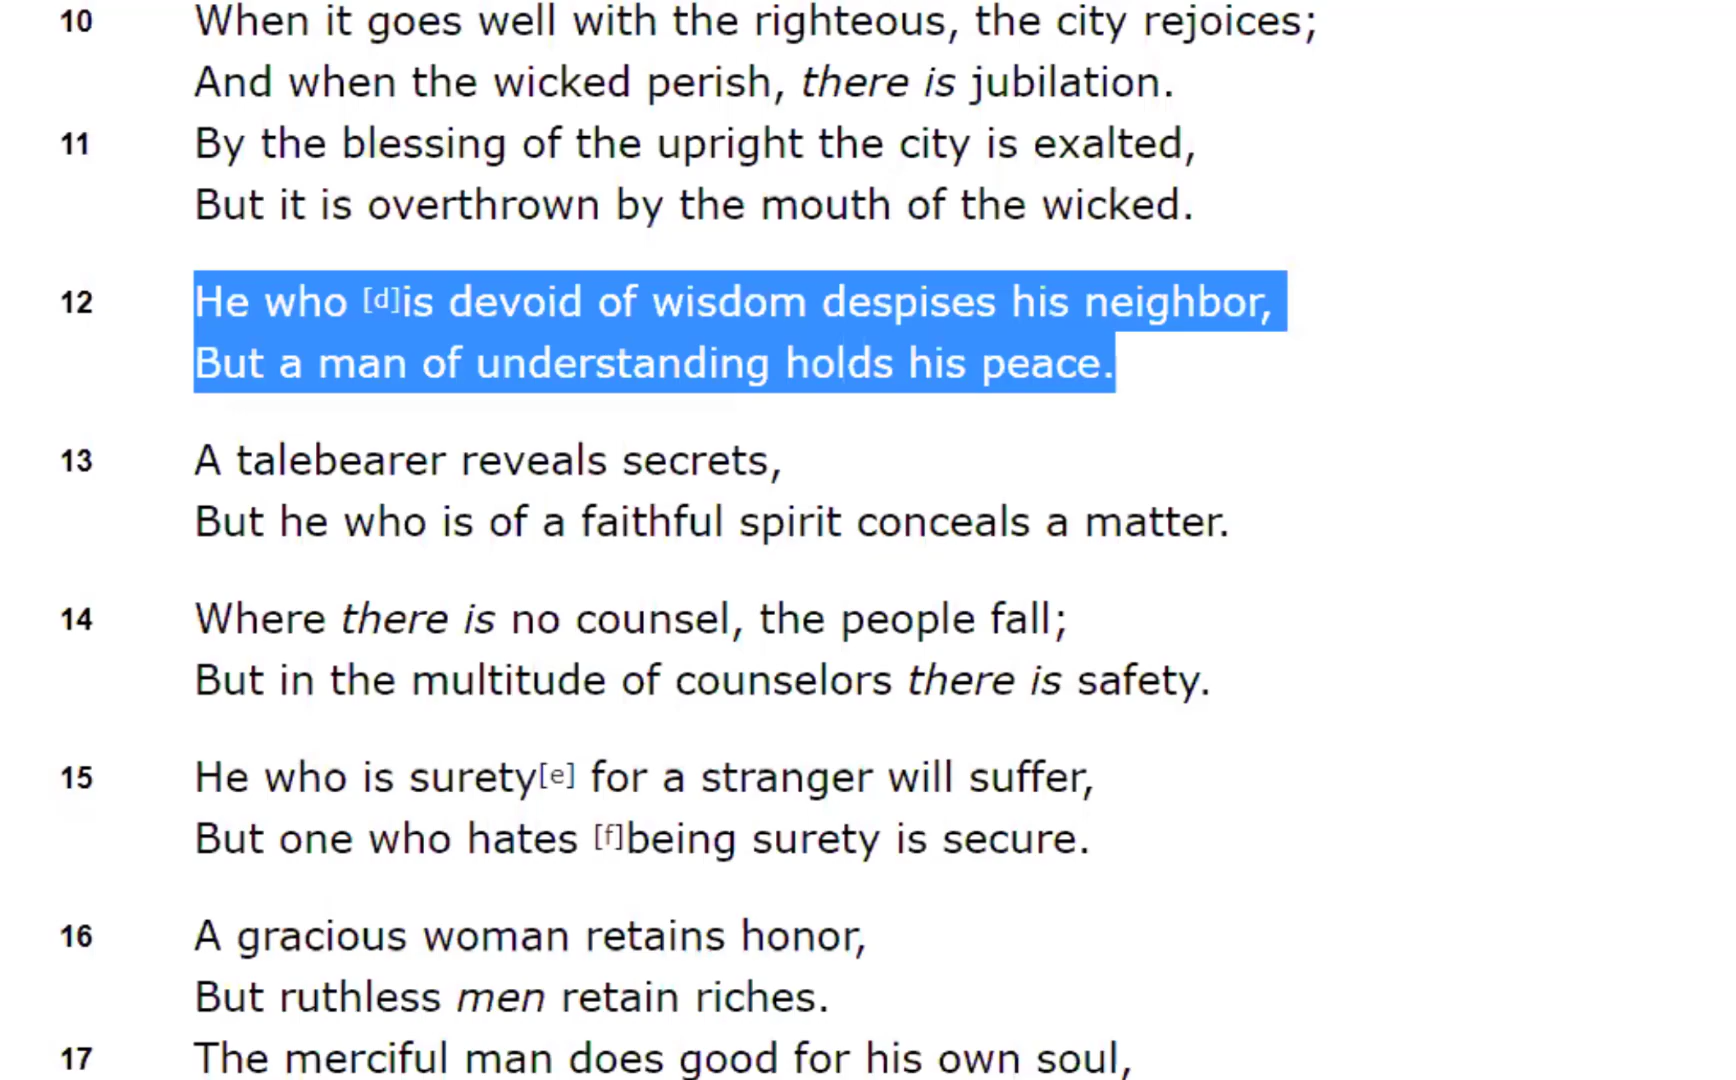 10 When it goes well with the righteous, the city rejoices;
And when the wicked perish, there is jubilation.
11 By the blessing of the upright the city is exalted,
But it is overthrown by the mouth of the wicked.
12 He who [d]is devoid of wisdom despises his neighbor,
But a man of understanding holds his peace.
13 A talebearer reveals secrets,
But he who is of a faithful spirit conceals a matter.
14 Where there is no counsel, the people fall;
But in the multitude of counselors there is safety.
15 He who is surety[e] for a stranger will suffer,
But one who hates [f]being surety is secure.
16 A gracious woman retains honor,
But ruthless men retain riches.
17 The merciful man does good for his own soul,